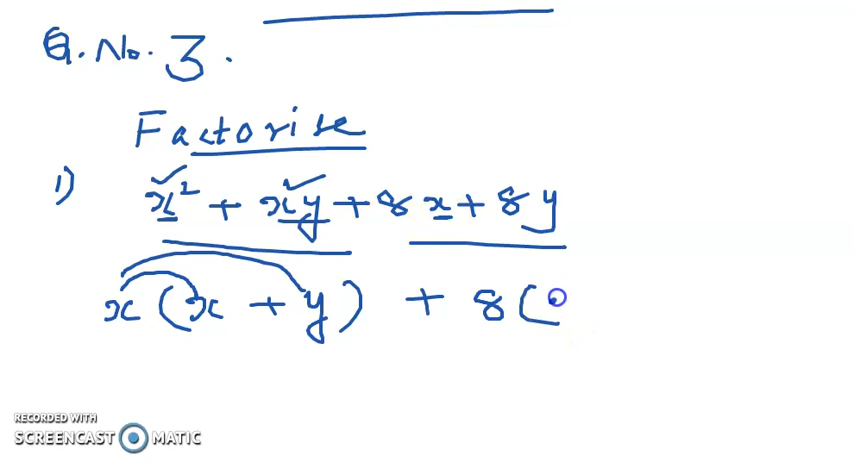 Q. No. 3.
Factorise
1) x² + xy + 8x + 8y
x(x + y) + 8(
RECORDED WITH
SCREENCAST MATIC